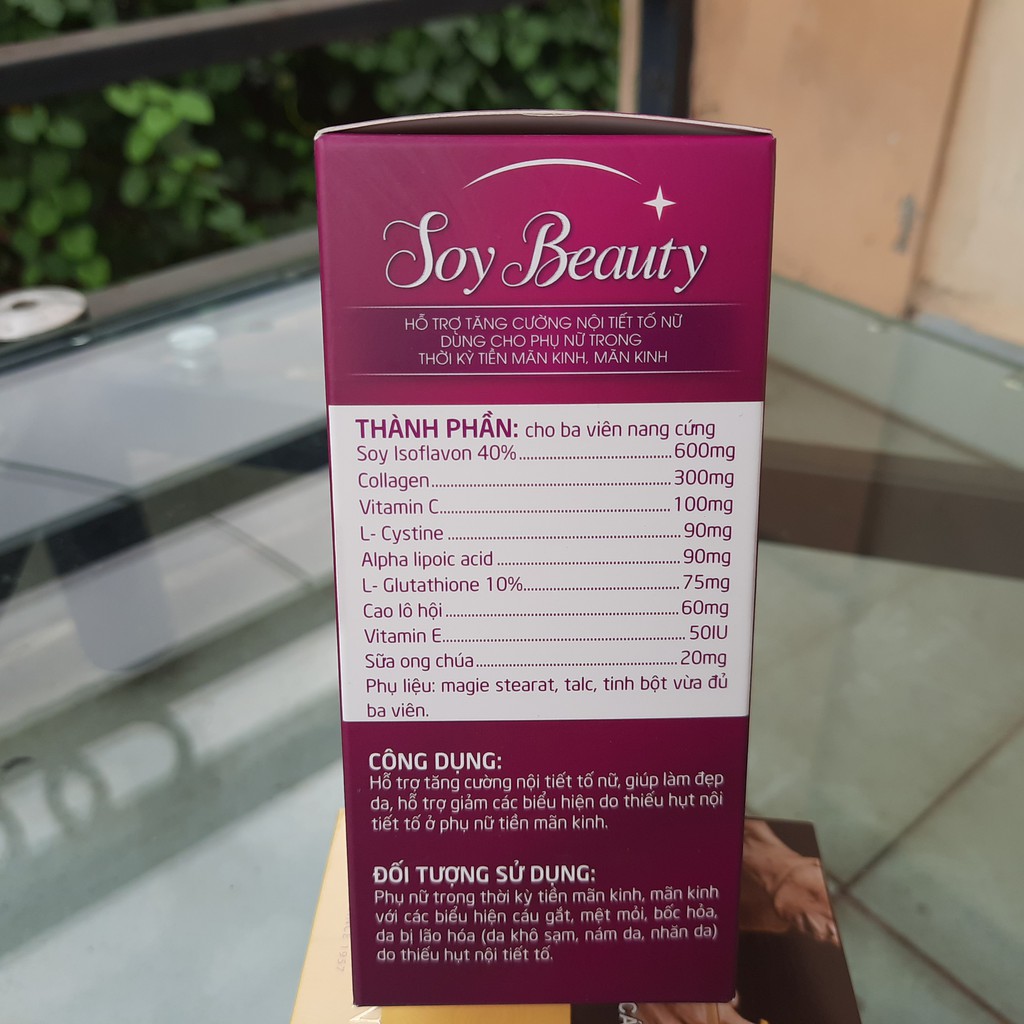 Soy Beauty
HỖ TRỢ TĂNG CƯỜNG NỘI TIẾT TỐ NỮ
DÙNG CHO PHỤ NỮ TRONG
THỜI KỲ TIỀN MÃN KINH, MÃN KINH
THÀNH PHẦN: cho ba viên nang cứng
Soy Isoflavon 40%..............................600mg
Collagen..............................300mg
Vitamin C..............................100mg
L- Cystine..............................90mg
Alpha lipoic acid..............................90mg
L- Glutathione 10%..............................75mg
Cao lô hội..............................60mg
Vitamin E..............................50IU
Sữa ong chúa..............................20mg
Phụ liệu: magie stearat, talc, tinh bột vừa đủ
ba viên.
CÔNG DỤNG:
Hỗ trợ tăng cường nội tiết tố nữ, giúp làm đẹp
da, hỗ trợ giảm các biểu hiện do thiếu hụt nội
tiết tố ở phụ nữ tiền mãn kinh.
ĐỐI TƯỢNG SỬ DỤNG:
Phụ nữ trong thời kỳ tiền mãn kinh, mãn kinh
với các biểu hiện cáu gắt, mệt mỏi, bốc hỏa,
da bị lão hóa (da khô sạm, nám da, nhăn da)
do thiếu hụt nội tiết tố.